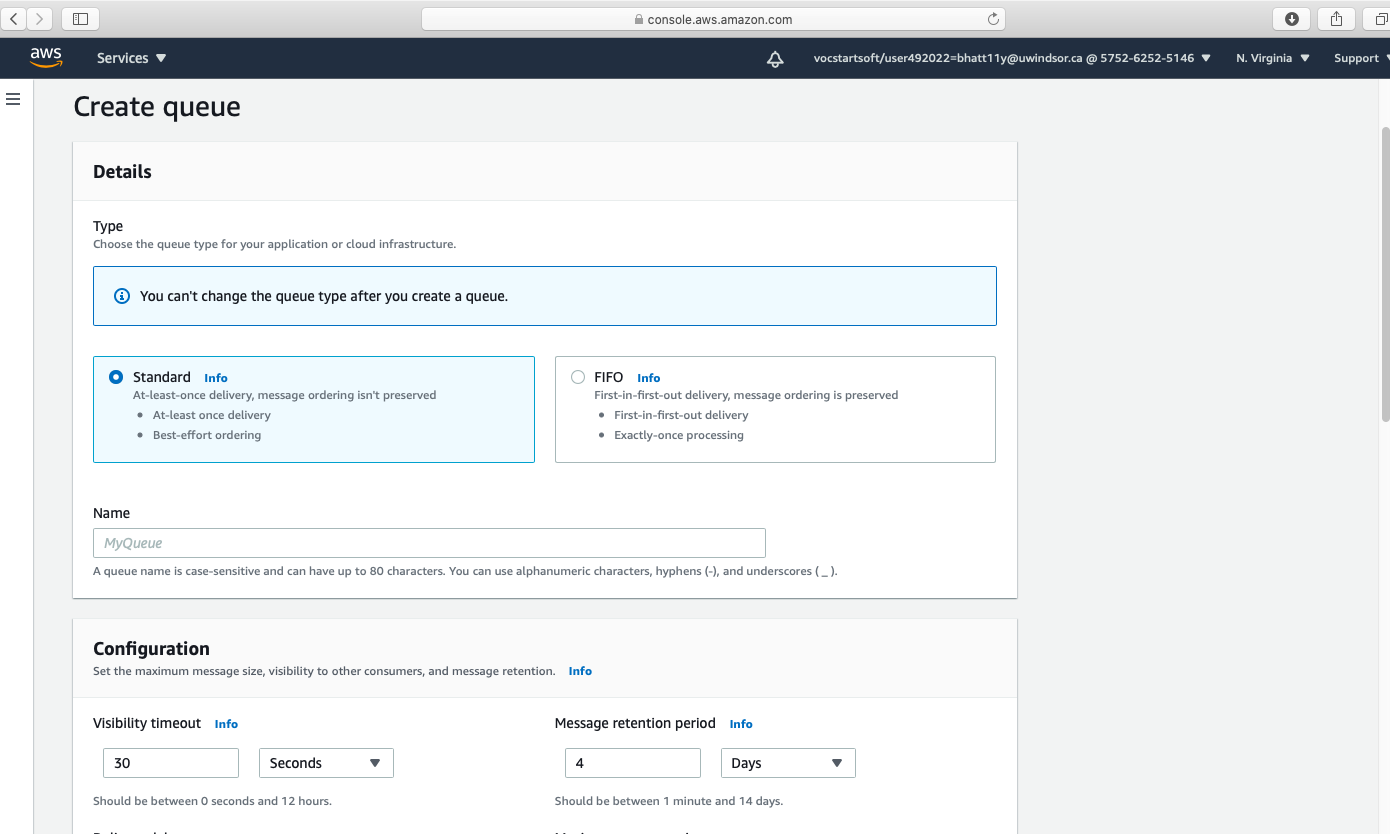 console.aws.amazon.com
aws
Services
vocstartsoft/user492022=bhatt11y@uwindsor.ca @ 5752-6252-5146
N. Virginia
Support
Create queue
Details
Type
Choose the queue type for your application or cloud infrastructure.
You can't change the queue type after you create a queue.
Standard Info
At-least-once delivery, message ordering isn't preserved
• At-least once delivery
• Best-effort ordering
FIFO Info
First-in-first-out delivery, message ordering is preserved
• First-in-first-out delivery
• Exactly-once processing
Name
MyQueue
A queue name is case-sensitive and can have up to 80 characters. You can use alphanumeric characters, hyphens (-), and underscores ( _ ).
Configuration
Set the maximum message size, visibility to other consumers, and message retention. Info
Visibility timeout Info
30 Seconds
Should be between 0 seconds and 12 hours.
Message retention period Info
4 Days
Should be between 1 minute and 14 days.